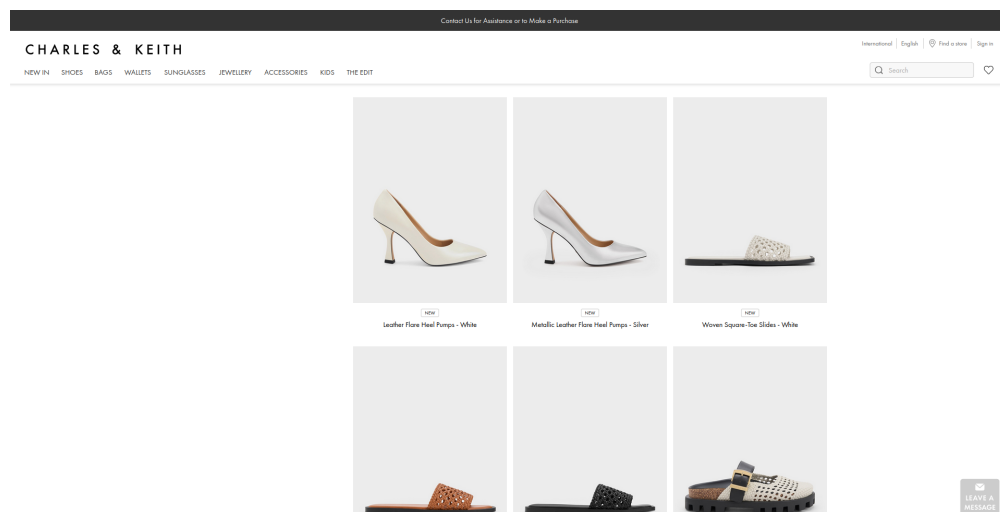 Contact Us for Assistance or to Make a Purchase
CHARLES & KEITH
International English Find a store Sign in
NEW IN SHOES BAGS WALLETS SUNGLASSES JEWELLERY ACCESSORIES KIDS THE EDIT
Search
NEW NEW NEW
Leather Flare Heel Pumps - White Metallic Leather Flare Heel Pumps - Silver Woven Square-Toe Slides - White
LEAVE A
MESSAGE